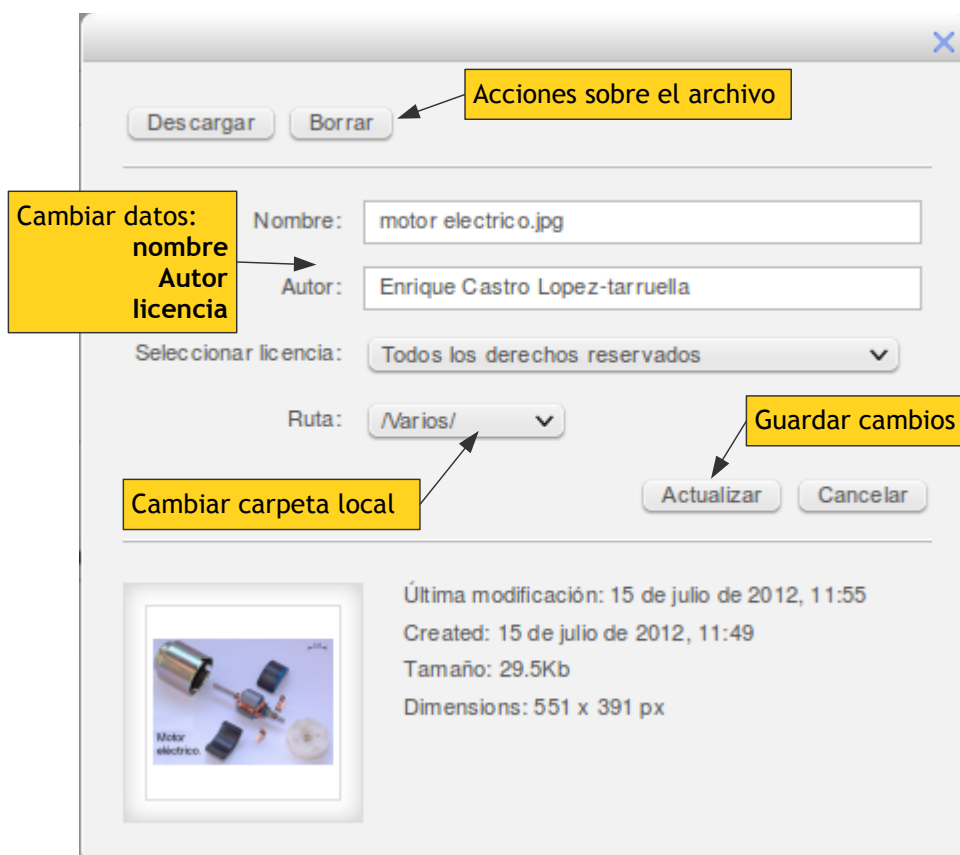 Acciones sobre el archivo
Descargar
Borrar
Cambiar datos:
nombre
Autor
licencia
Nombre:
motor electrico.jpg
Autor:
Enrique Castro Lopez-tarruella
Seleccionar licencia:
Todos los derechos reservados
Ruta:
/Varios/
Guardar cambios
Cambiar carpeta local
Actualizar
Cancelar
Última modificación: 15 de julio de 2012, 11:55
Created: 15 de julio de 2012, 11:49
Tamaño: 29.5Kb
Dimensions: 551 x 391 px
Motor
eléctrico.